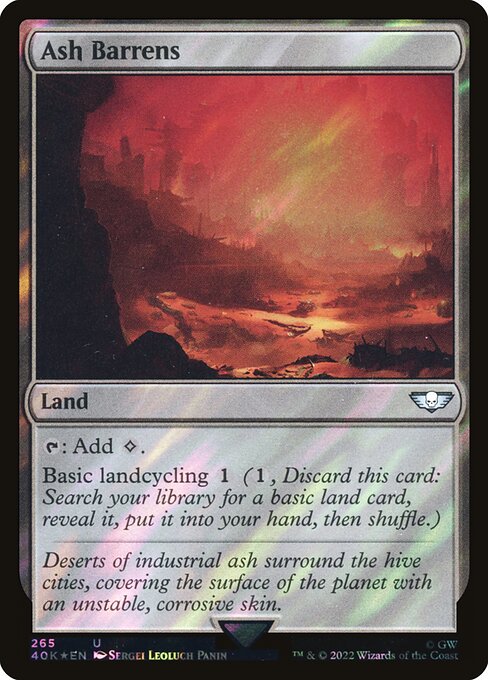 Ash Barrens
Land
: Add .
Basic landcycling 1 (1, Discard this card:
Search your library for a basic land card,
reveal it, put it into your hand, then shuffle.)
Deserts of industrial ash surround the hive
cities, covering the surface of the planet with
an unstable, corrosive skin.
265 U
40K★EN Sergei Leoluch Panin
© GW
™ & © 2022 Wizards of the Coast